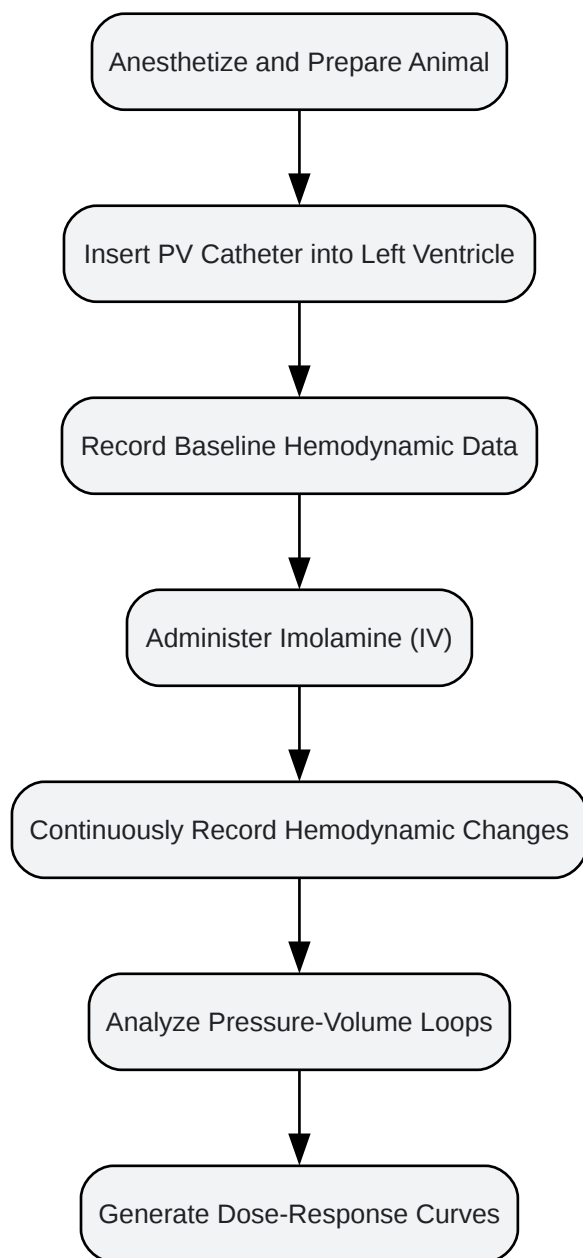 Anesthetize and Prepare Animal
Insert PV Catheter into Left Ventricle
Record Baseline Hemodynamic Data
Administer Imolamine (IV)
Continuously Record Hemodynamic Changes
Analyze Pressure-Volume Loops
Generate Dose-Response Curves